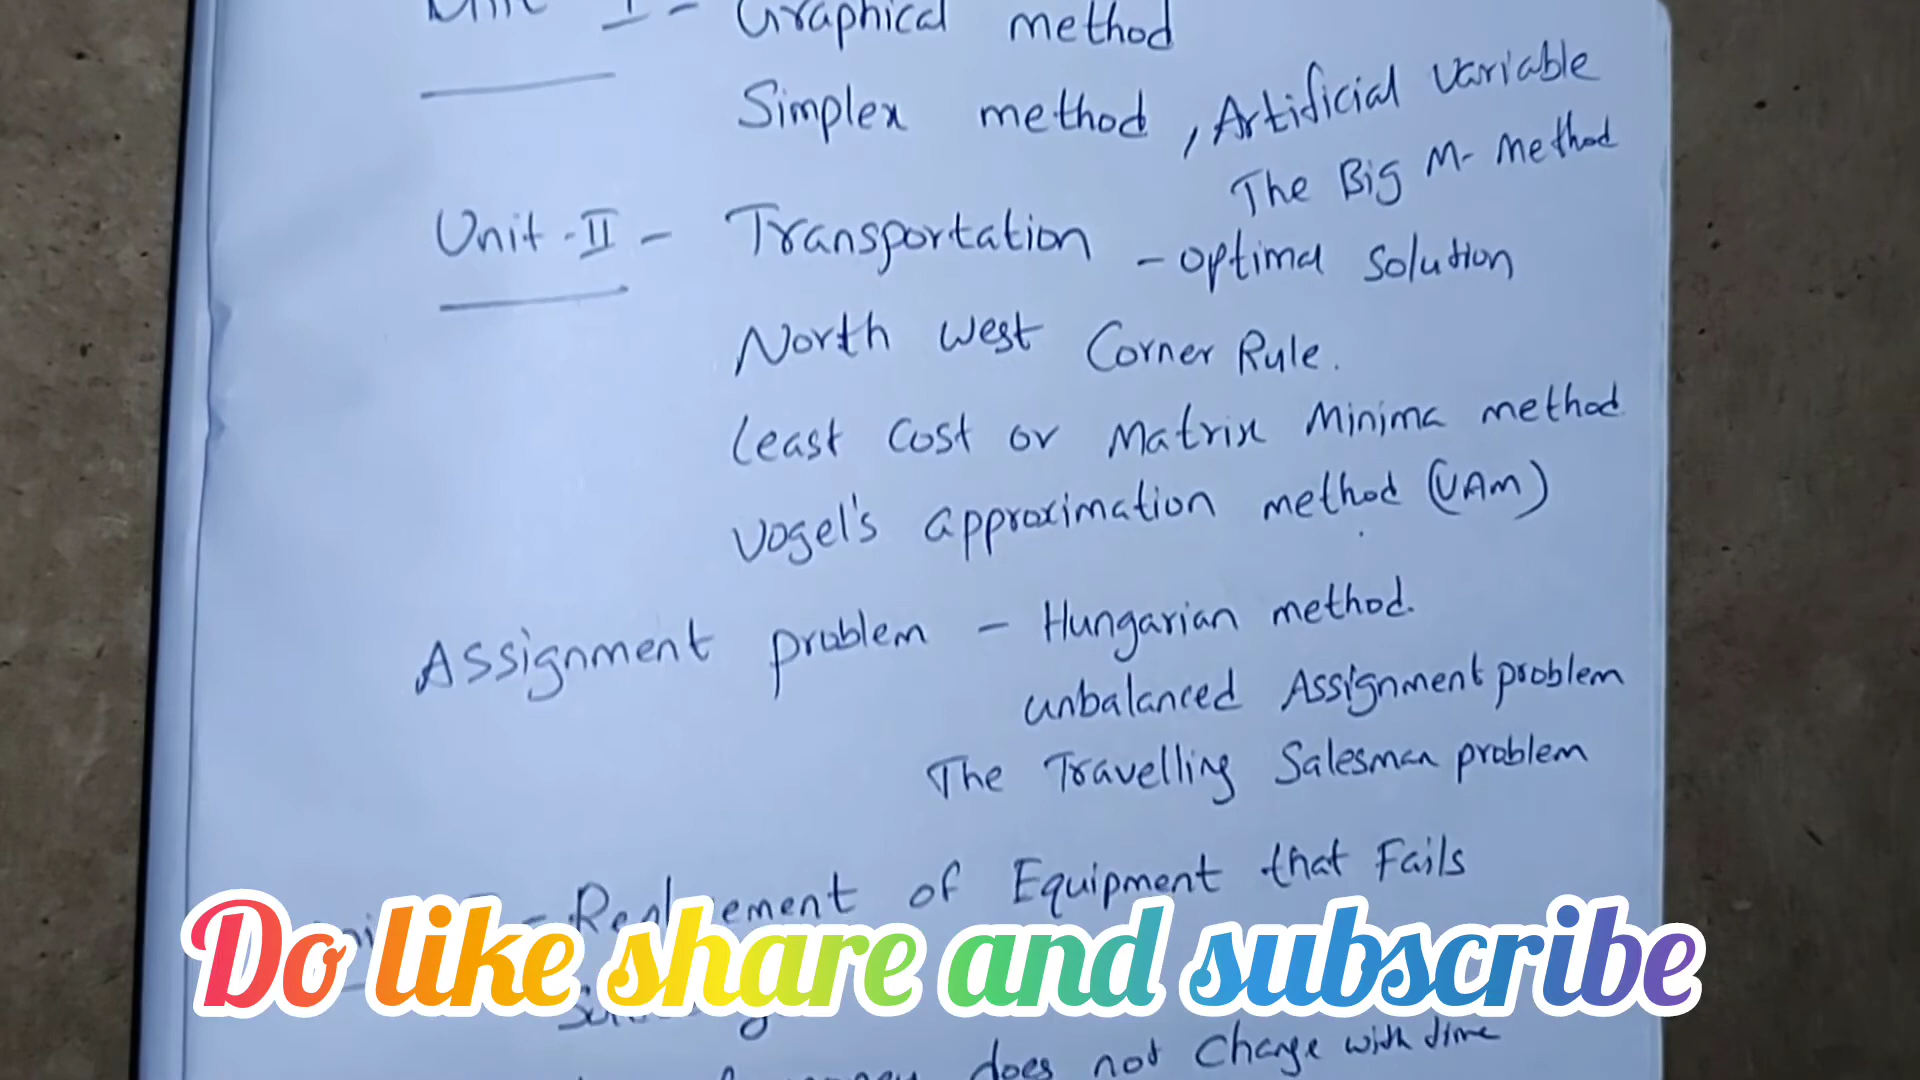 Unit - I - Graphical method
Simplex method, Artificial variable
The Big M- Method
Unit - II - Transportation - optimal solution
North West Corner Rule.
Least Cost or Matrix Minima method
Vogel's approximation method (VAM)
Assignment problem - Hungarian method.
unbalanced Assignment problem
The Travelling Salesman problem
of Equipment that Fails
Do like share and subscribe
does not change with time